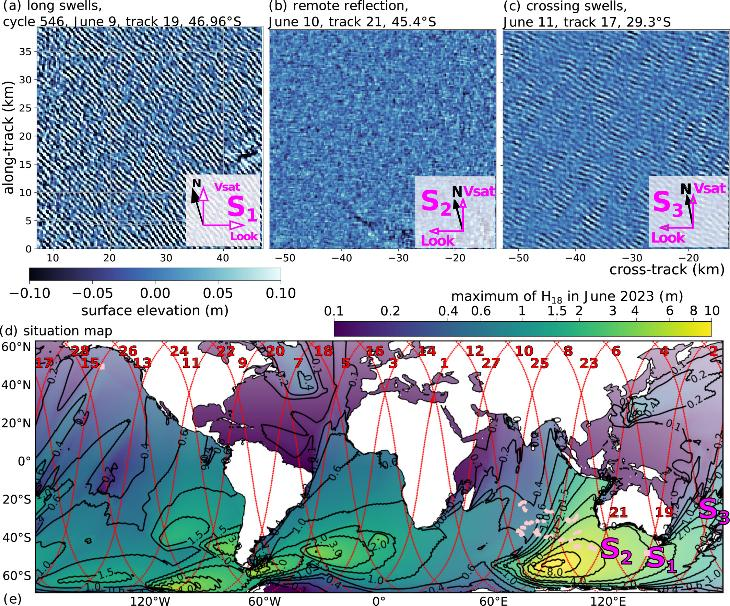 (a) long swells,
cycle 546, June 9, track 19, 46.96°S
(b) remote reflection,
June 10, track 21, 45.4°S
(c) crossing swells,
June 11, track 17, 29.3°S
along-track (km)
35
30
25
20
15
10
5
0
10 20 30 40
−50 −40 −30 −20
−50 −40 −30 −20
N Vsat
S1
Look
N Vsat
S2
Look
N Vsat
S3
Look
cross-track (km)
−0.10 −0.05 0.00 0.05 0.10
surface elevation (m)
maximum of H18 in June 2023 (m)
0.1 0.2 0.4 0.6 1 1.5 2 3 4 6 8 10
(d) situation map
60°N
40°N
20°N
0°
20°S
40°S
60°S
28 26 24 22 20 18 16 14 12 10 8 6 4 2
17 15 13 11 9 7 5 3 1 27 25 23
21 19
S3
S2 S1
120°W 60°W 0° 60°E 120°E
(e)